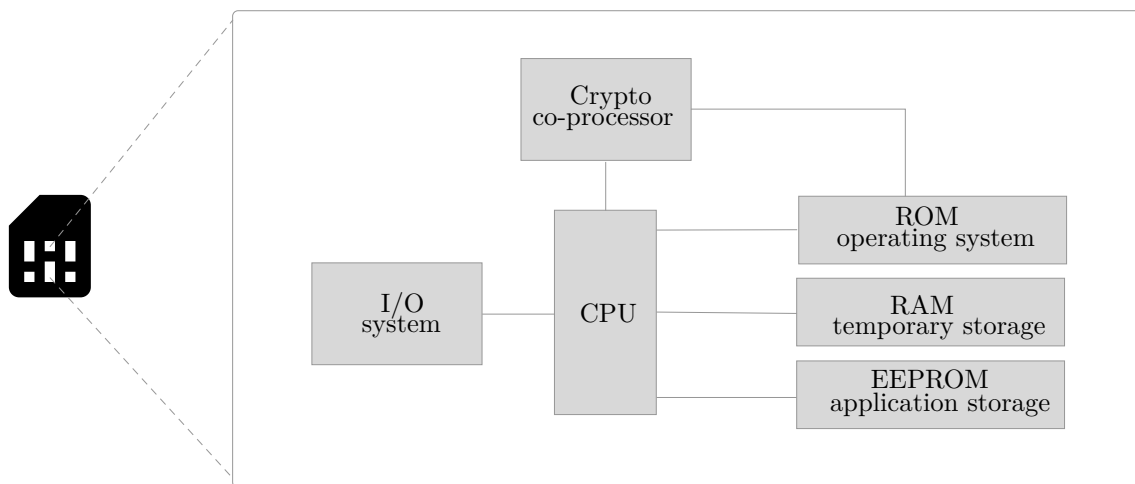 Crypto
co-processor
ROM
operating system
I/O
system
CPU
RAM
temporary storage
EEPROM
application storage